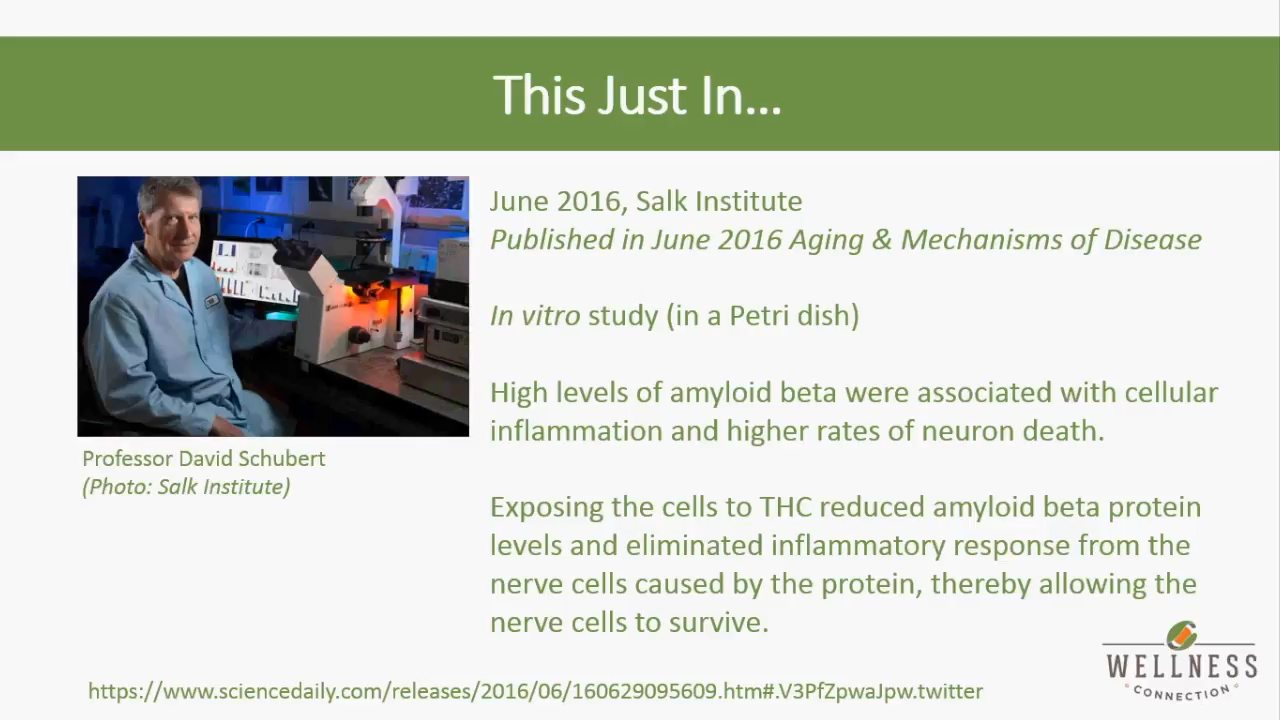 This Just In...
June 2016, Salk Institute
Published in June 2016 Aging & Mechanisms of Disease
In vitro study (in a Petri dish)
High levels of amyloid beta were associated with cellular
inflammation and higher rates of neuron death.
Exposing the cells to THC reduced amyloid beta protein
levels and eliminated inflammatory response from the
nerve cells caused by the protein, thereby allowing the
nerve cells to survive.
Professor David Schubert
(Photo: Salk Institute)
https://www.sciencedaily.com/releases/2016/06/160629095609.htm#.V3PfZpwaJpw.twitter
WELLNESS
CONNECTION